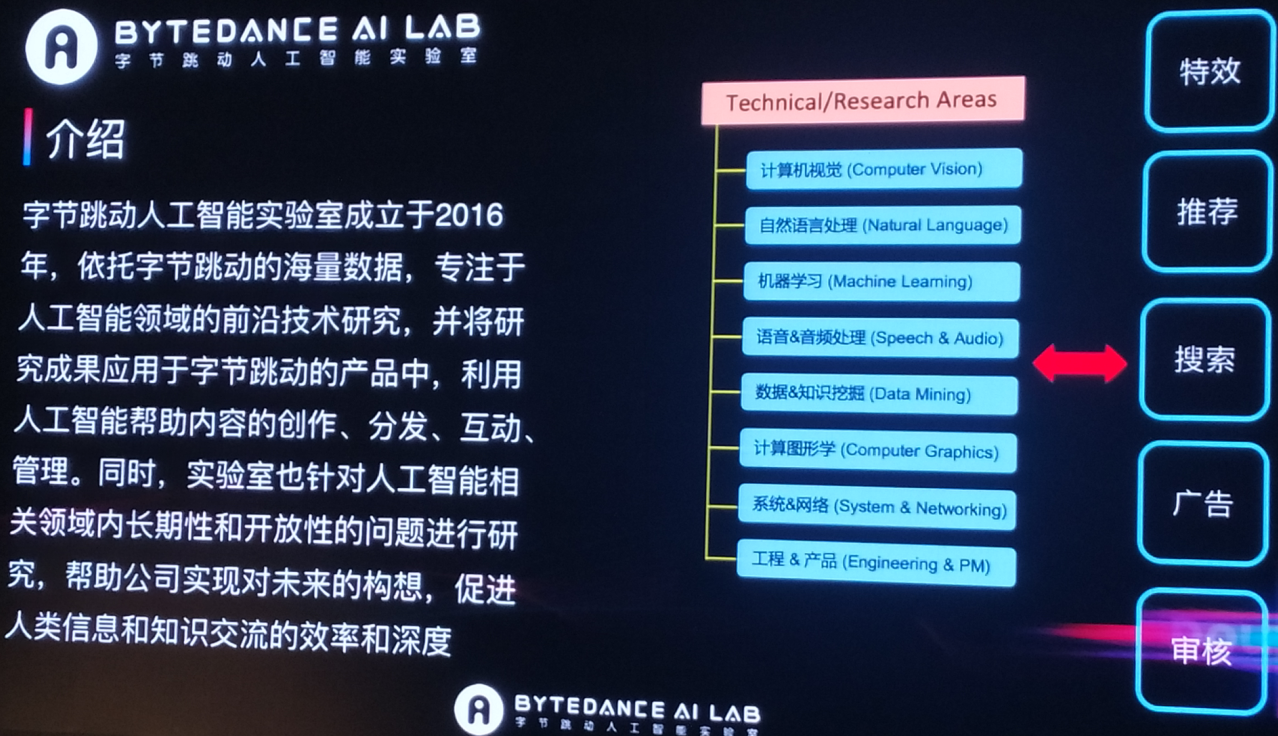 BYTEDANCE AI LAB
字节跳动人工智能实验室
介绍
字节跳动人工智能实验室成立于2016
年，依托字节跳动的海量数据，专注于
人工智能领域的前沿技术研究，并将研
究成果应用于字节跳动的产品中，利用
人工智能帮助内容的创作、分发、互动、
管理。同时，实验室也针对人工智能相
关领域内长期性和开放性的问题进行研
究，帮助公司实现对未来的构想，促进
人类信息和知识交流的效率和深度
Technical/Research Areas
计算机视觉 (Computer Vision)
自然语言处理 (Natural Language)
机器学习 (Machine Learning)
语音&音频处理 (Speech & Audio)
数据&知识挖掘 (Data Mining)
计算图形学 (Computer Graphics)
系统&网络 (System & Networking)
工程 & 产品 (Engineering & PM)
特效
推荐
搜索
广告
审核
BYTEDANCE AI LAB
字节跳动人工智能实验室